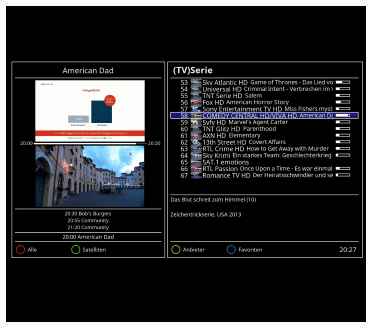 American Dad
20:00
20:00
20:30 Bob's Burgers
20:55 Community
21:20 Community
20:00 American Dad
Alle
Satelliten
(TV)Serie
53 Sky Atlantic HD Game of Thrones - Das Lied vo
54 Universal HD Criminal Intent - Verbrechen im
55 TNT Serie HD Salem
56 Fox HD American Horror Story
57 Sony Entertainment TV HD Miss Fishers myst
58 COMEDY CENTRAL HD/VIVA HD American D
59 Syfy HD Marvel's Agent Carter
60 TNT Glitz HD Parenthood
61 AXN HD
62 13th Street HD Covert Affairs
63 RTL Crime HD How to Get Away with Murder
64 Sky Krimi Ein starkes Team: Geschlechterkrieg
65 SAT.1 emotions
66 RTL Passion Once Upon a Time - Es war einmal
67 Romance TV HD Der Heiratsschwindler und se
Das Blut schreit zum Himmel (10)
Zeichentrickserie, USA 2013
Anbieter
Favoriten
20:27